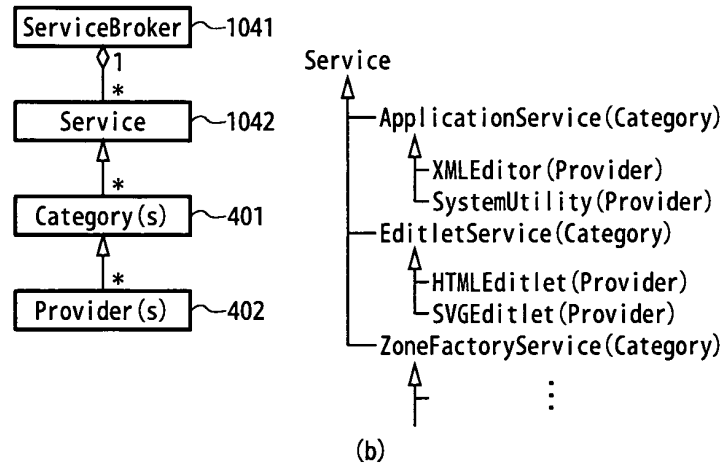 ServiceBroker 1041
1
*
Service 1042
*
Category(s) 401
*
Provider(s) 402
Service
ApplicationService(Category)
XMLEditor(Provider)
SystemUtility(Provider)
EditletService(Category)
HTMLEditlet(Provider)
SVGEditlet(Provider)
ZoneFactoryService(Category)
(b)